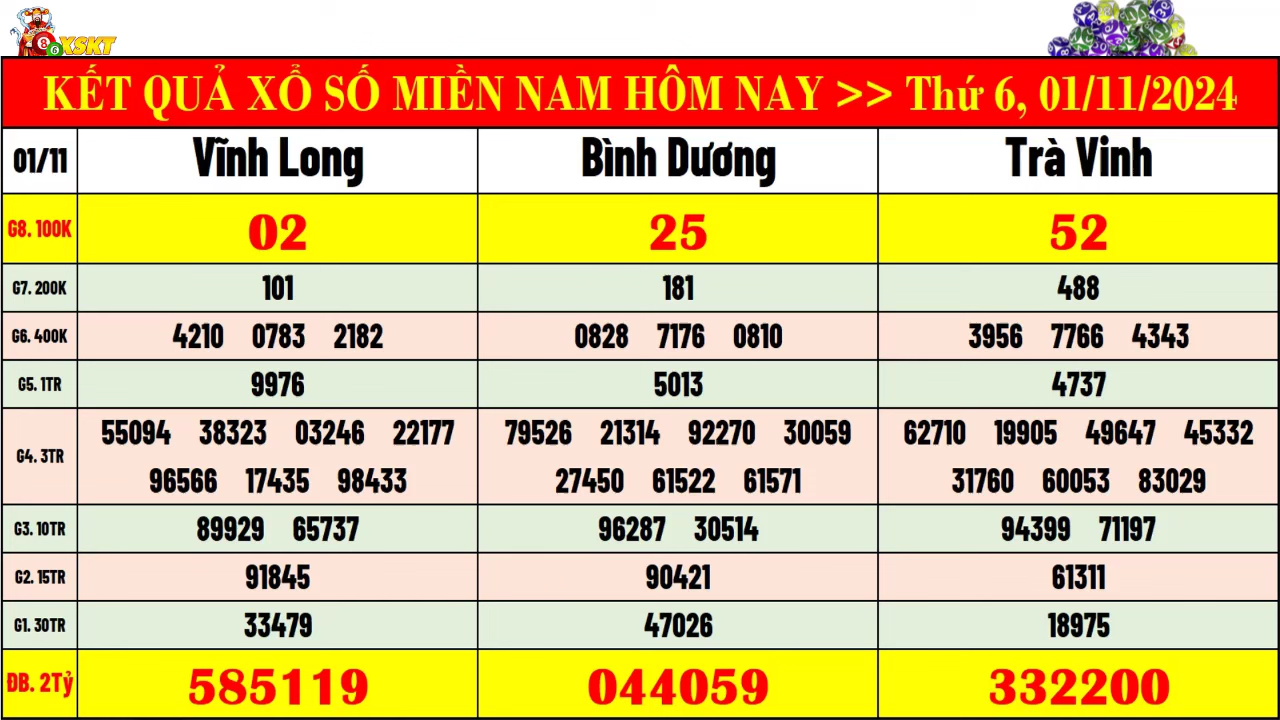 XSKT
KẾT QUẢ XỔ SỐ MIỀN NAM HÔM NAY >> Thứ 6, 01/11/2024
01/11 Vĩnh Long Bình Dương Trà Vinh
G8. 100K 02 25 52
G7. 200K 101 181 488
G6. 400K 4210 0783 2182 0828 7176 0810 3956 7766 4343
G5. 1TR 9976 5013 4737
G4. 3TR 55094 38323 03246 22177 79526 21314 92270 30059 62710 19905 49647 45332
96566 17435 98433 27450 61522 61571 31760 60053 83029
G3. 10TR 89929 65737 96287 30514 94399 71197
G2. 15TR 91845 90421 61311
G1. 30TR 33479 47026 18975
ĐB. 2Tỷ 585119 044059 332200